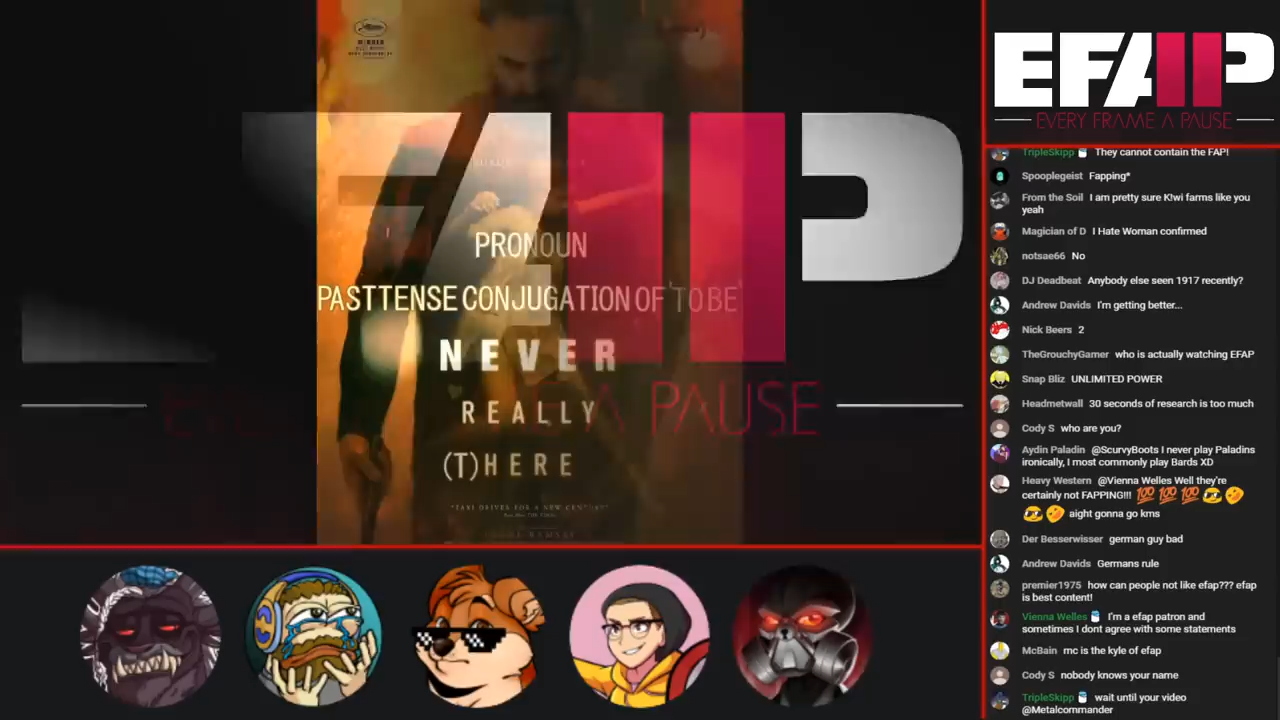 WINNER
PRONOUN
PASTTENSE CONJUGATION OF 'TO BE'
NEVER
REALLY
(T)HERE
"TAXI DRIVER FOR A NEW CENTURY"
A PAUSE
EFAP
EVERY FRAME A PAUSE
TripleSkipp They cannot contain the FAP!
Spooplegeist Fapping*
From the Soil I am pretty sure K!wi farms like you
yeah
Magician of D I Hate Woman confirmed
notsae66 No
DJ Deadbeat Anybody else seen 1917 recently?
Andrew Davids I'm getting better...
Nick Beers 2
TheGrouchyGamer who is actually watching EFAP
Snap Bliz UNLIMITED POWER
Headmetwall 30 seconds of research is too much
Cody S who are you?
Aydin Paladin @ScurvyBoots I never play Paladins
ironically, I most commonly play Bards XD
Heavy Western @Vienna Welles Well they're
certainly not FAPPING!!! 💯 💯 💯 😎 🤣
😎 🤣 aight gonna go kms
Der Besserwisser german guy bad
Andrew Davids Germans rule
premier1975 how can people not like efap??? efap
is best content!
Vienna Welles I'm a efap patron and
sometimes I dont agree with some statements
McBain mc is the kyle of efap
Cody S nobody knows your name
TripleSkipp wait until your video
@Metalcommander